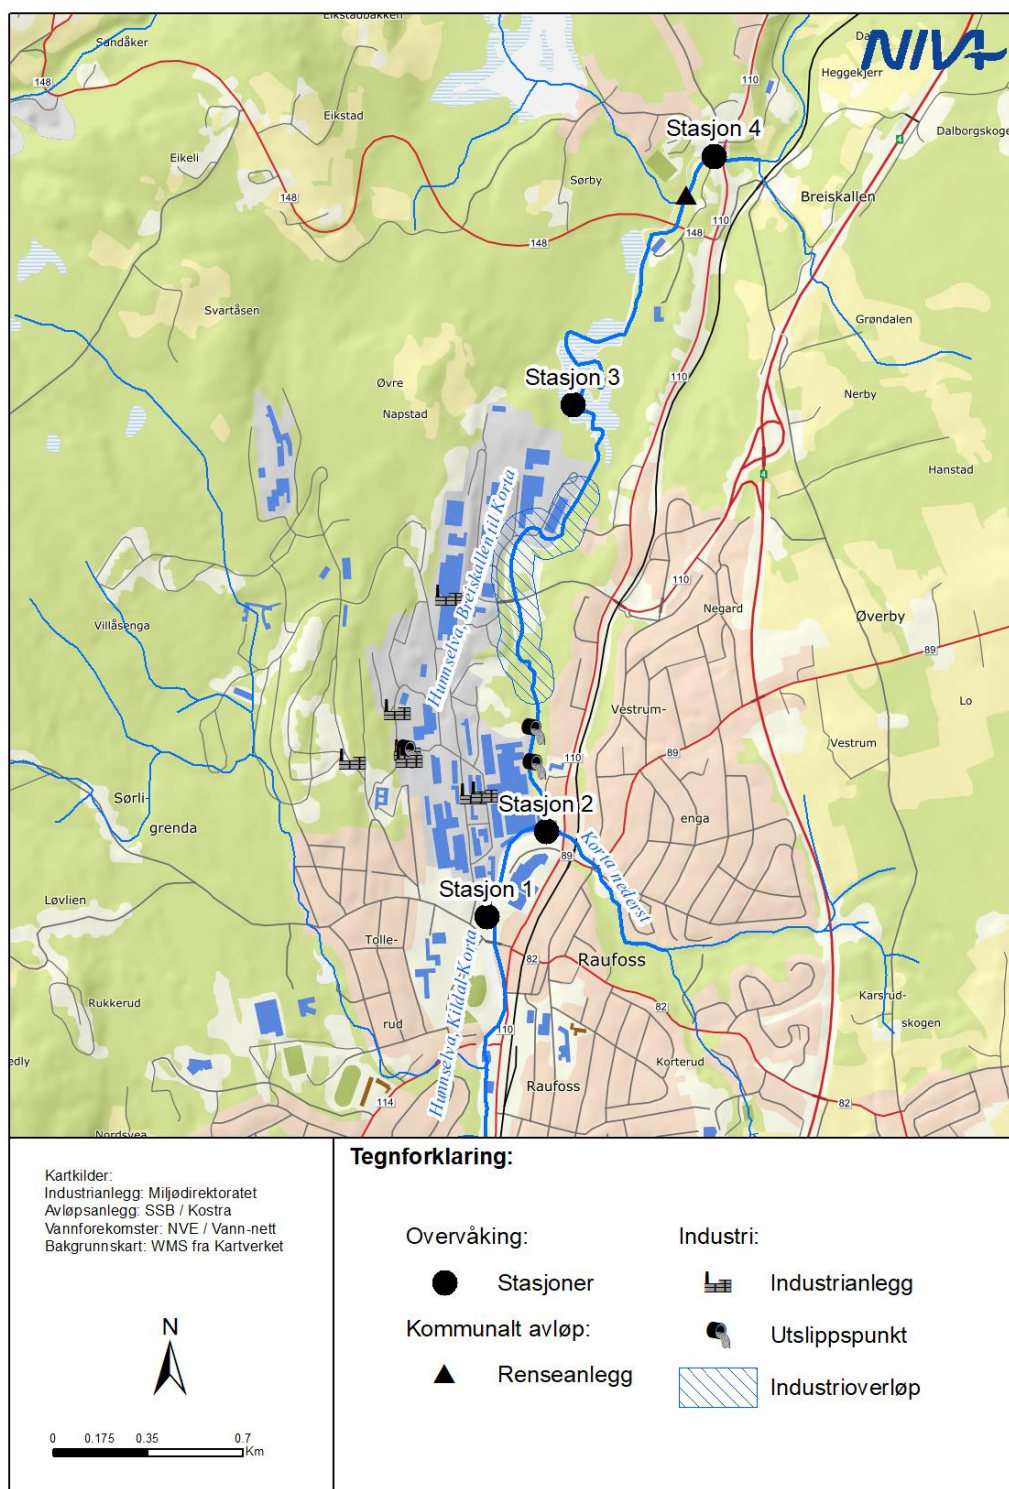 Eikstadbakken
Sandåker
148
NIVA
Heggekjerr
110
148
Eikstad
Dalborgskoge
4
Stasjon 4
Eikeli
Sørby
148
Breiskallen
110
148
148
Svartåsen
Grøndalen
Stasjon 3
110
Øvre
Napstad
Nerby
Hanstad
4
Hunnselva, Breiskallen til Korta
110
Negard
Villåsenga
Øverby
89
Lo
Vestrum-
Vestrum
89
110
Sørli-
grenda
Stasjon 2
enga
89
Korta nederst
Stasjon 1
Løvlien
Tolle-
82
Raufoss
Hunnselva, Kildal-Korta
Rukkerud
Karsrud-
skogen
82
rud
110
Korterud
edly
Raufoss
114
82
Nordsvea
Kartkilder:
Industrianlegg: Miljødirektoratet
Avløpsanlegg: SSB / Kostra
Vannforekomster: NVE / Vann-nett
Bakgrunnskart: WMS fra Kartverket
N
0 0.175 0.35 0.7
Km
Tegnforklaring:
Overvåking:
Stasjoner
Kommunalt avløp:
Renseanlegg
Industri:
Industrianlegg
Utslippspunkt
Industrioverløp